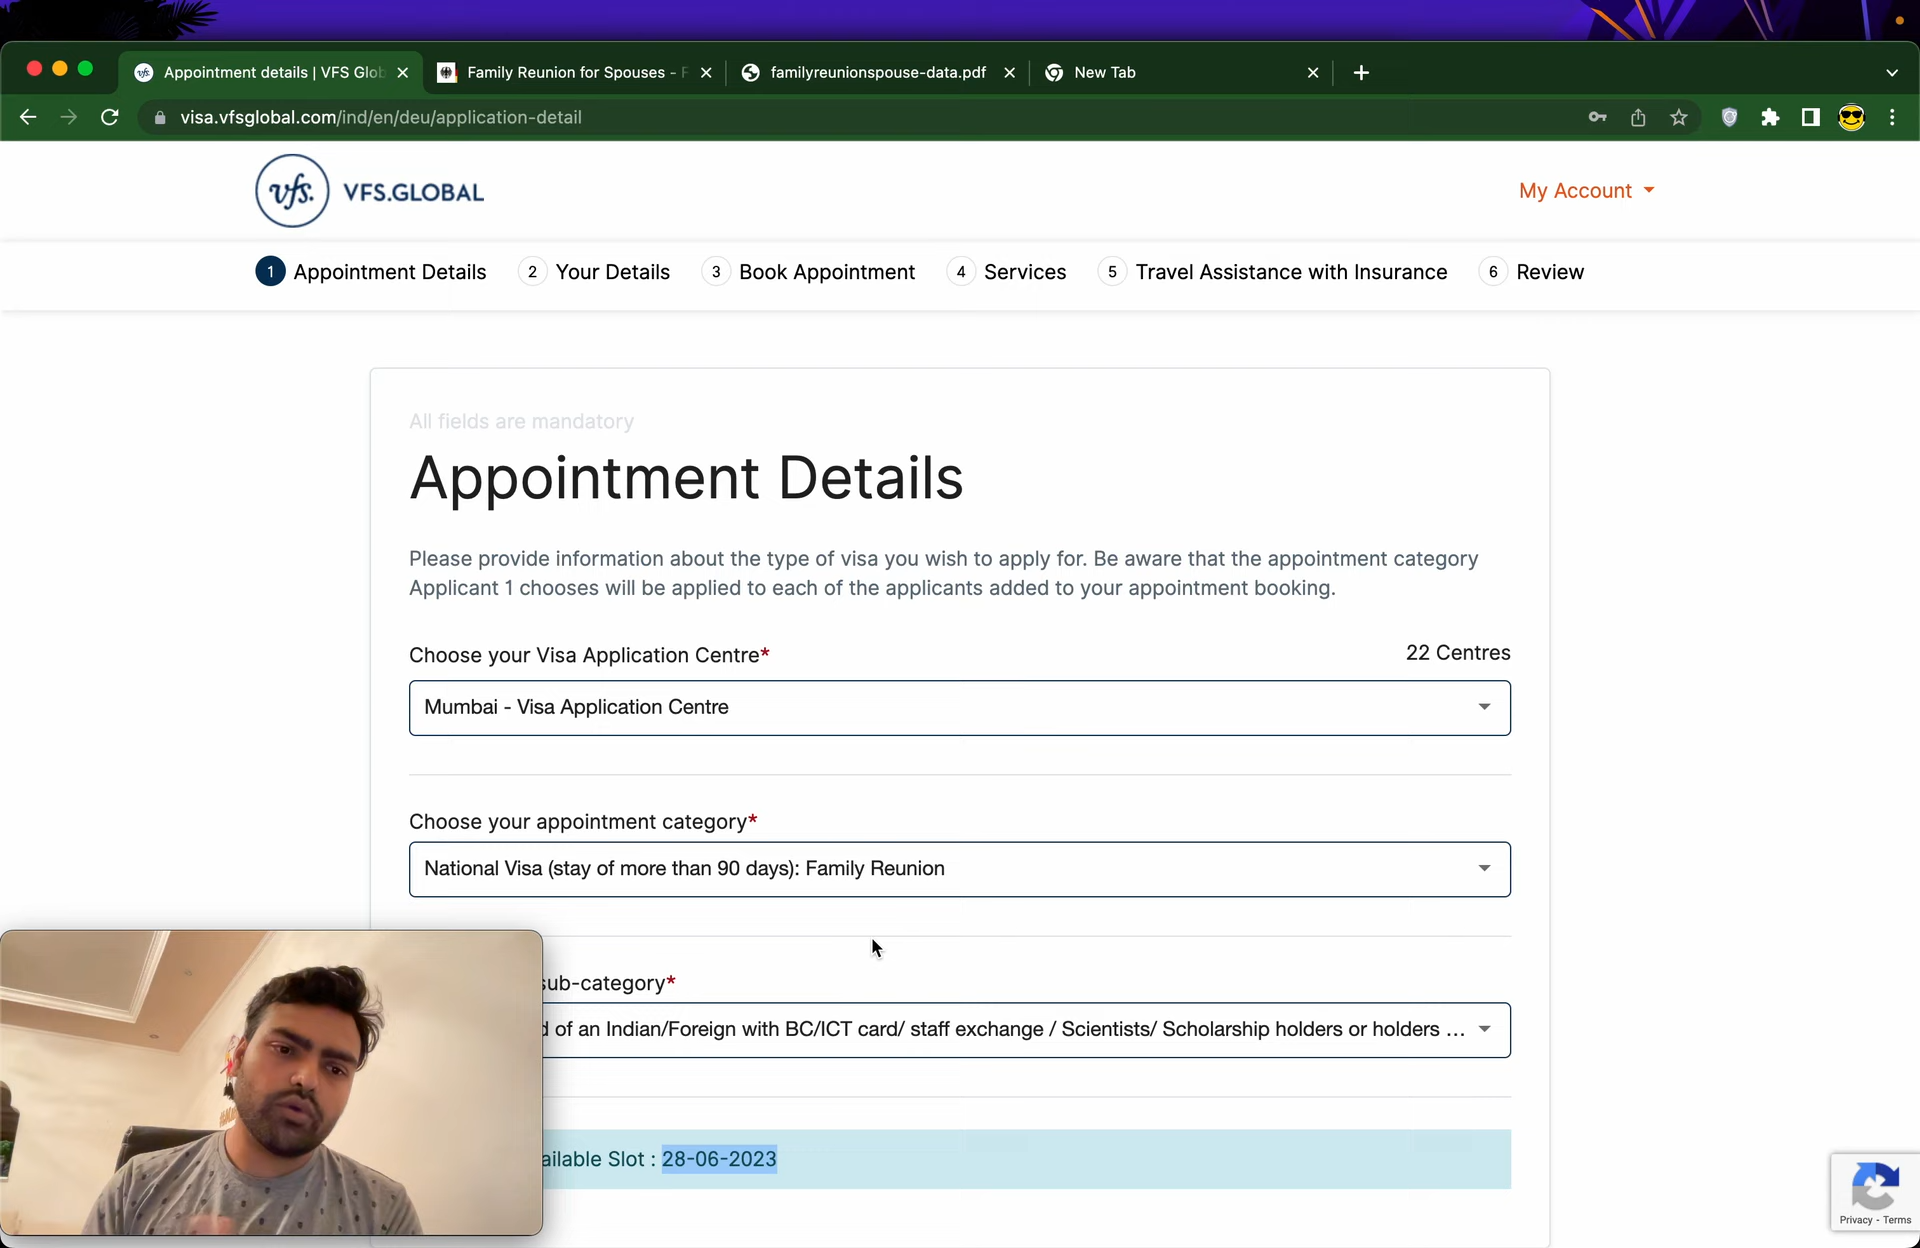 Appointment details | VFS Glob
Family Reunion for Spouses - F
familyreunionspouse-data.pdf
New Tab
visa.vfsglobal.com/ind/en/deu/application-detail
vfs.
VFS.GLOBAL
My Account
1 Appointment Details
2 Your Details
3 Book Appointment
4 Services
5 Travel Assistance with Insurance
6 Review
All fields are mandatory
Appointment Details
Please provide information about the type of visa you wish to apply for. Be aware that the appointment category
Applicant 1 chooses will be applied to each of the applicants added to your appointment booking.
Choose your Visa Application Centre*
22 Centres
Mumbai - Visa Application Centre
Choose your appointment category*
National Visa (stay of more than 90 days): Family Reunion
sub-category*
d of an Indian/Foreign with BC/ICT card/ staff exchange / Scientists/ Scholarship holders or holders ...
ailable Slot : 28-06-2023
Privacy - Terms